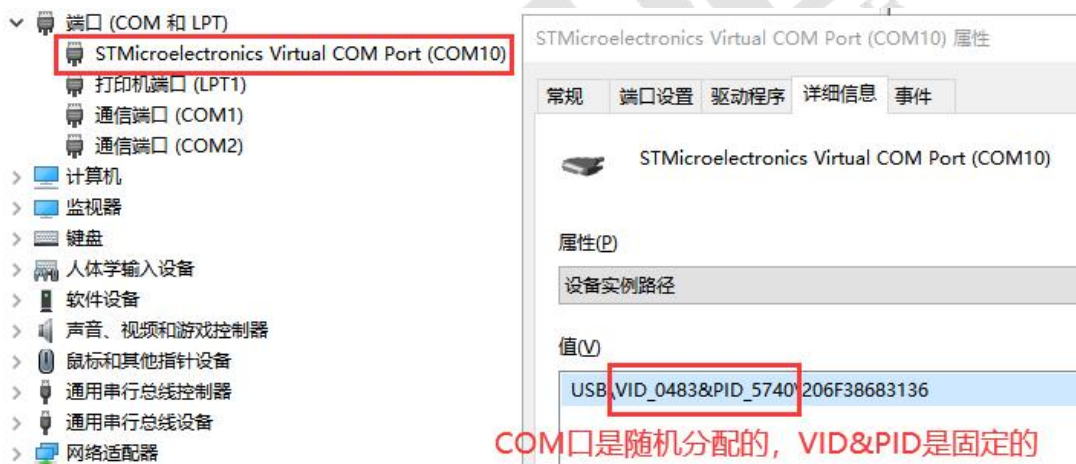 端口 (COM 和 LPT)
STMicroelectronics Virtual COM Port (COM10)
打印机端口 (LPT1)
通信端口 (COM1)
通信端口 (COM2)
计算机
监视器
键盘
人体学输入设备
软件设备
声音、视频和游戏控制器
鼠标和其他指针设备
通用串行总线控制器
通用串行总线设备
网络适配器
STMicroelectronics Virtual COM Port (COM10) 属性
常规 端口设置 驱动程序 详细信息 事件
STMicroelectronics Virtual COM Port (COM10)
属性(P)
设备实例路径
值(V)
USB\VID_0483&PID_5740\206F38683136
COM口是随机分配的，VID&PID是固定的